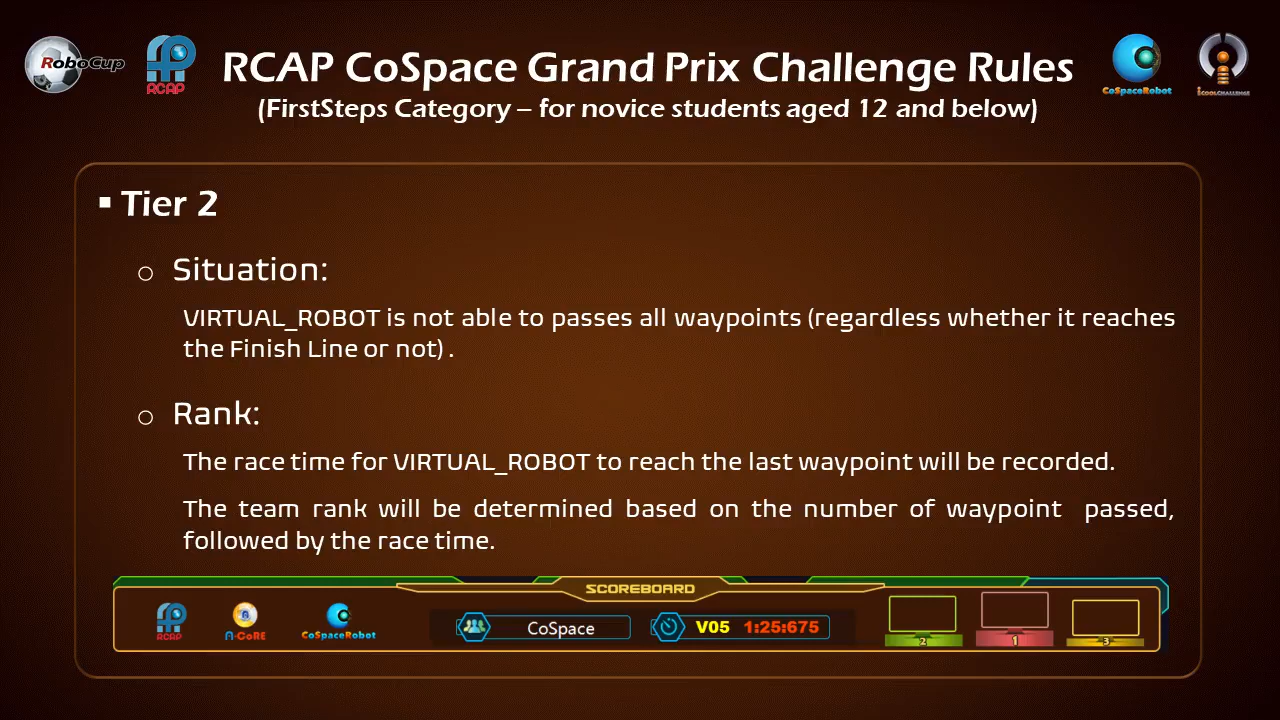 RoboCup
RCAP
RCAP CoSpace Grand Prix Challenge Rules
CoSpaceRobot
iCOOLCHALLENGE
(FirstSteps Category – for novice students aged 12 and below)
▪ Tier 2
o Situation:
VIRTUAL_ROBOT is not able to passes all waypoints (regardless whether it reaches
the Finish Line or not) .
o Rank:
The race time for VIRTUAL_ROBOT to reach the last waypoint will be recorded.
The team rank will be determined based on the number of waypoint passed,
followed by the race time.
SCOREBOARD
RCAP
A-CoRE
CoSpaceRobot
CoSpace
V05 1:25:675
2
1
3